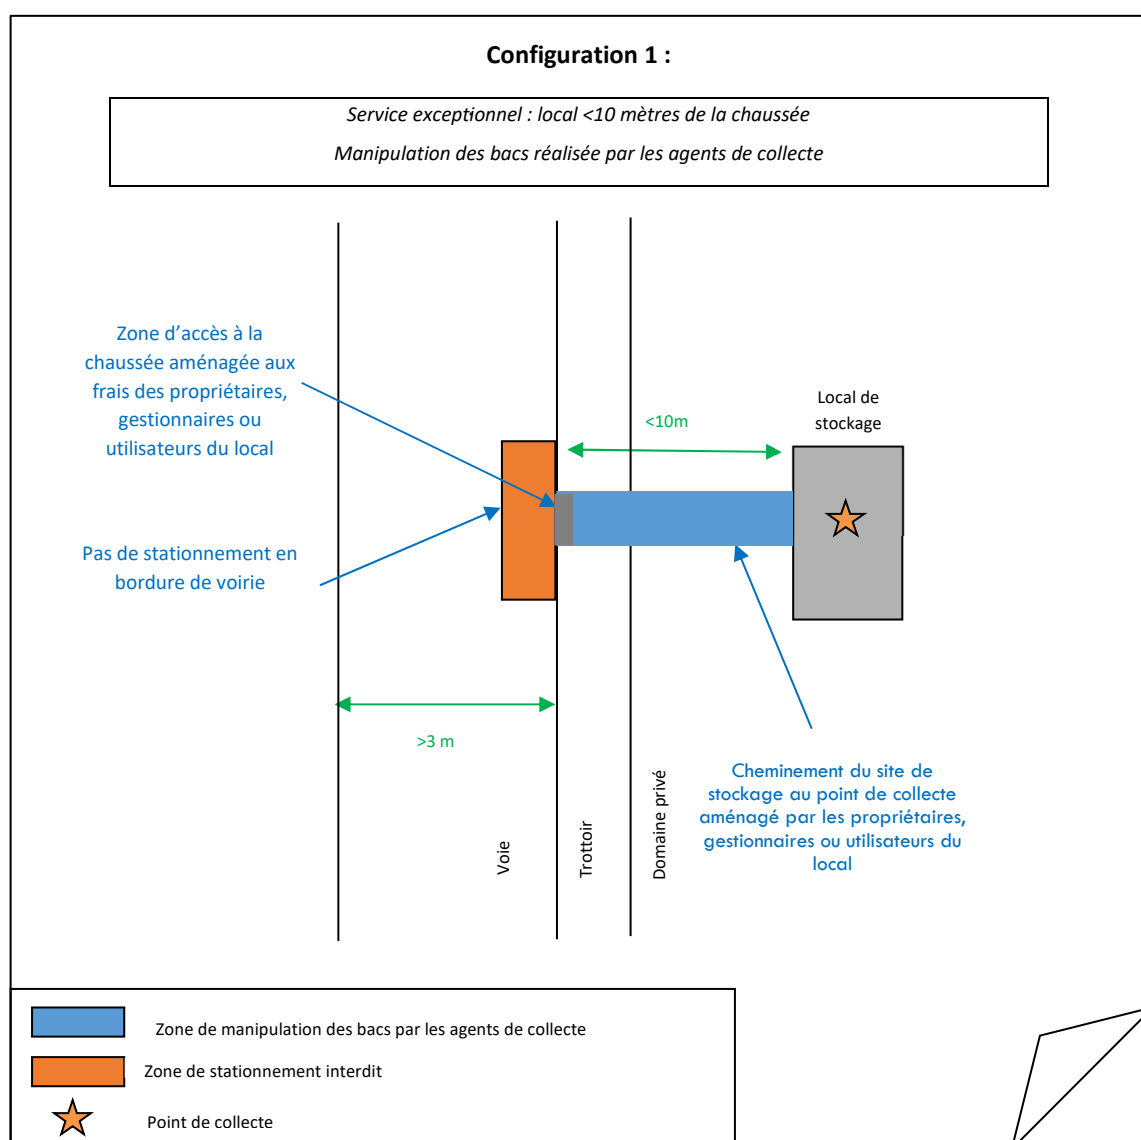 Configuration 1 :
Service exceptionnel : local <10 mètres de la chaussée
Manipulation des bacs réalisée par les agents de collecte
Zone d'accès à la
chaussée aménagée aux
frais des propriétaires,
gestionnaires ou
utilisateurs du local
Pas de stationnement en
bordure de voirie
<10m
Local de
stockage
>3 m
Voie
Trottoir
Domaine privé
Cheminement du site de
stockage au point de collecte
aménagé par les propriétaires,
gestionnaires ou utilisateurs du
local
Zone de manipulation des bacs par les agents de collecte
Zone de stationnement interdit
Point de collecte